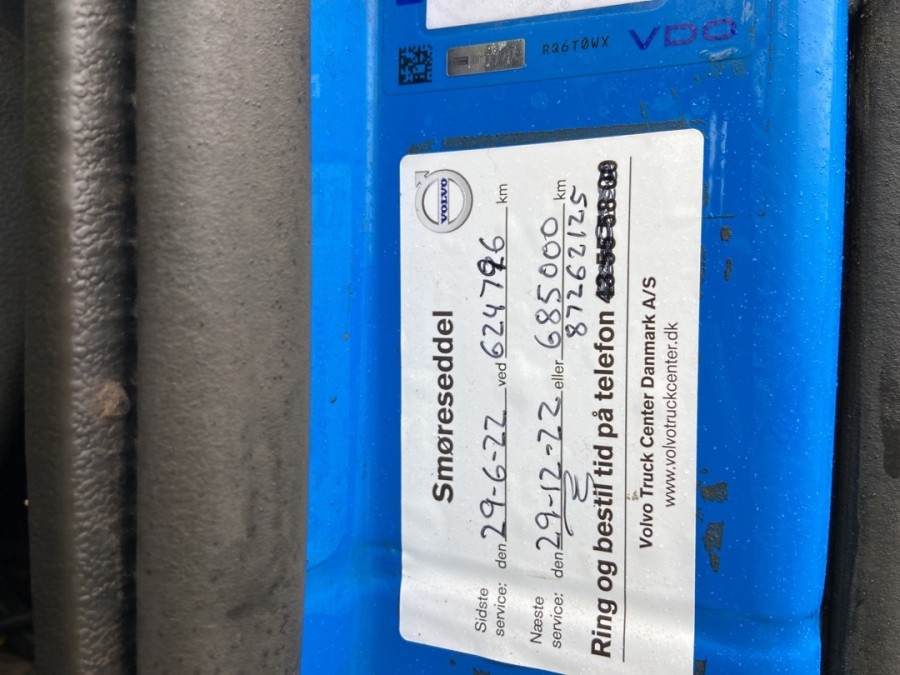 RQ6T0WX VDO
VOLVO
Smøreseddel
Sidste service: den 29-6-22 ved 624796 km
Næste service: den 29-12-22 eller 685000 km
87262125
Ring og bestil tid på telefon
Volvo Truck Center Danmark A/S
www.volvotruckcenter.dk